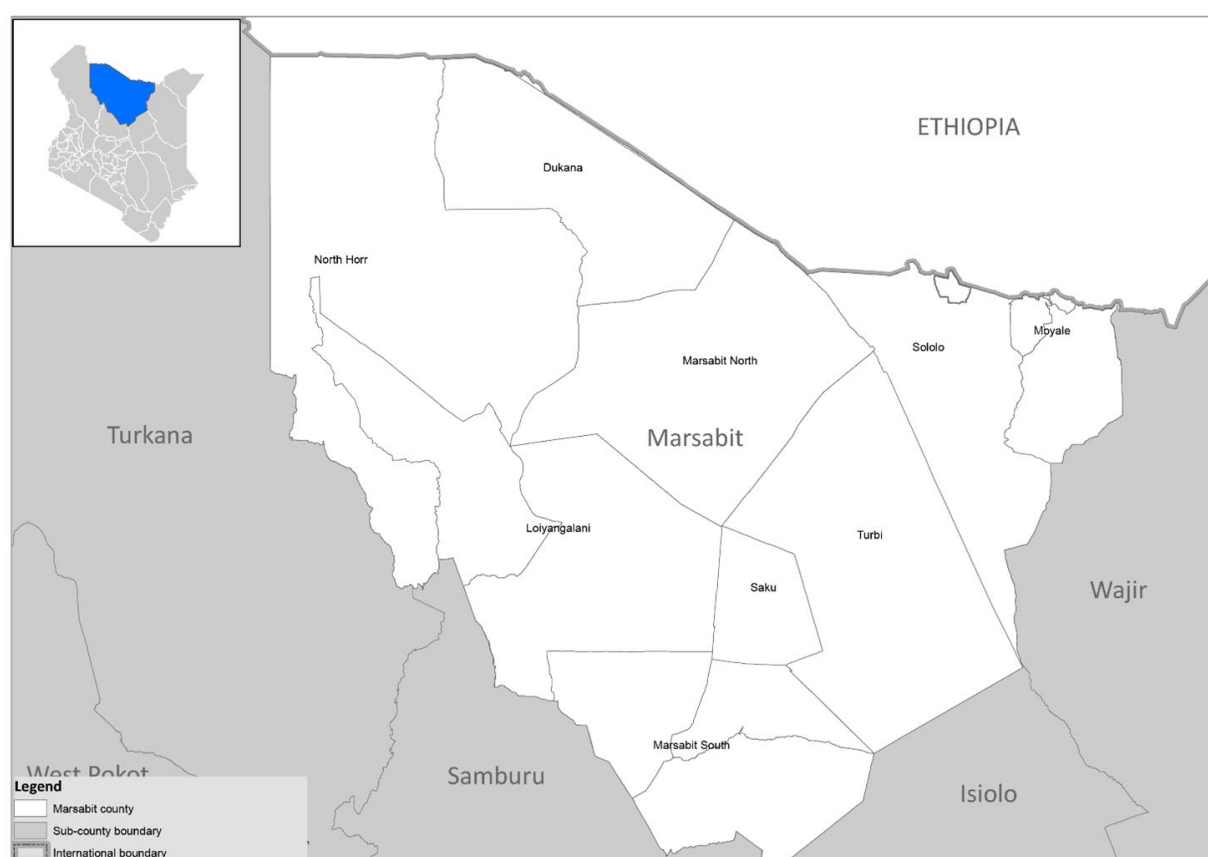 ETHIOPIA
Dukana
North Horr
Moyale
Sololo
Marsabit North
Turkana
Marsabit
Loiyangalani
Turbi
Saku
Wajir
Marsabit South
West Pokot
Samburu
Isiolo
Legend
Marsabit county
Sub-county boundary
International boundary